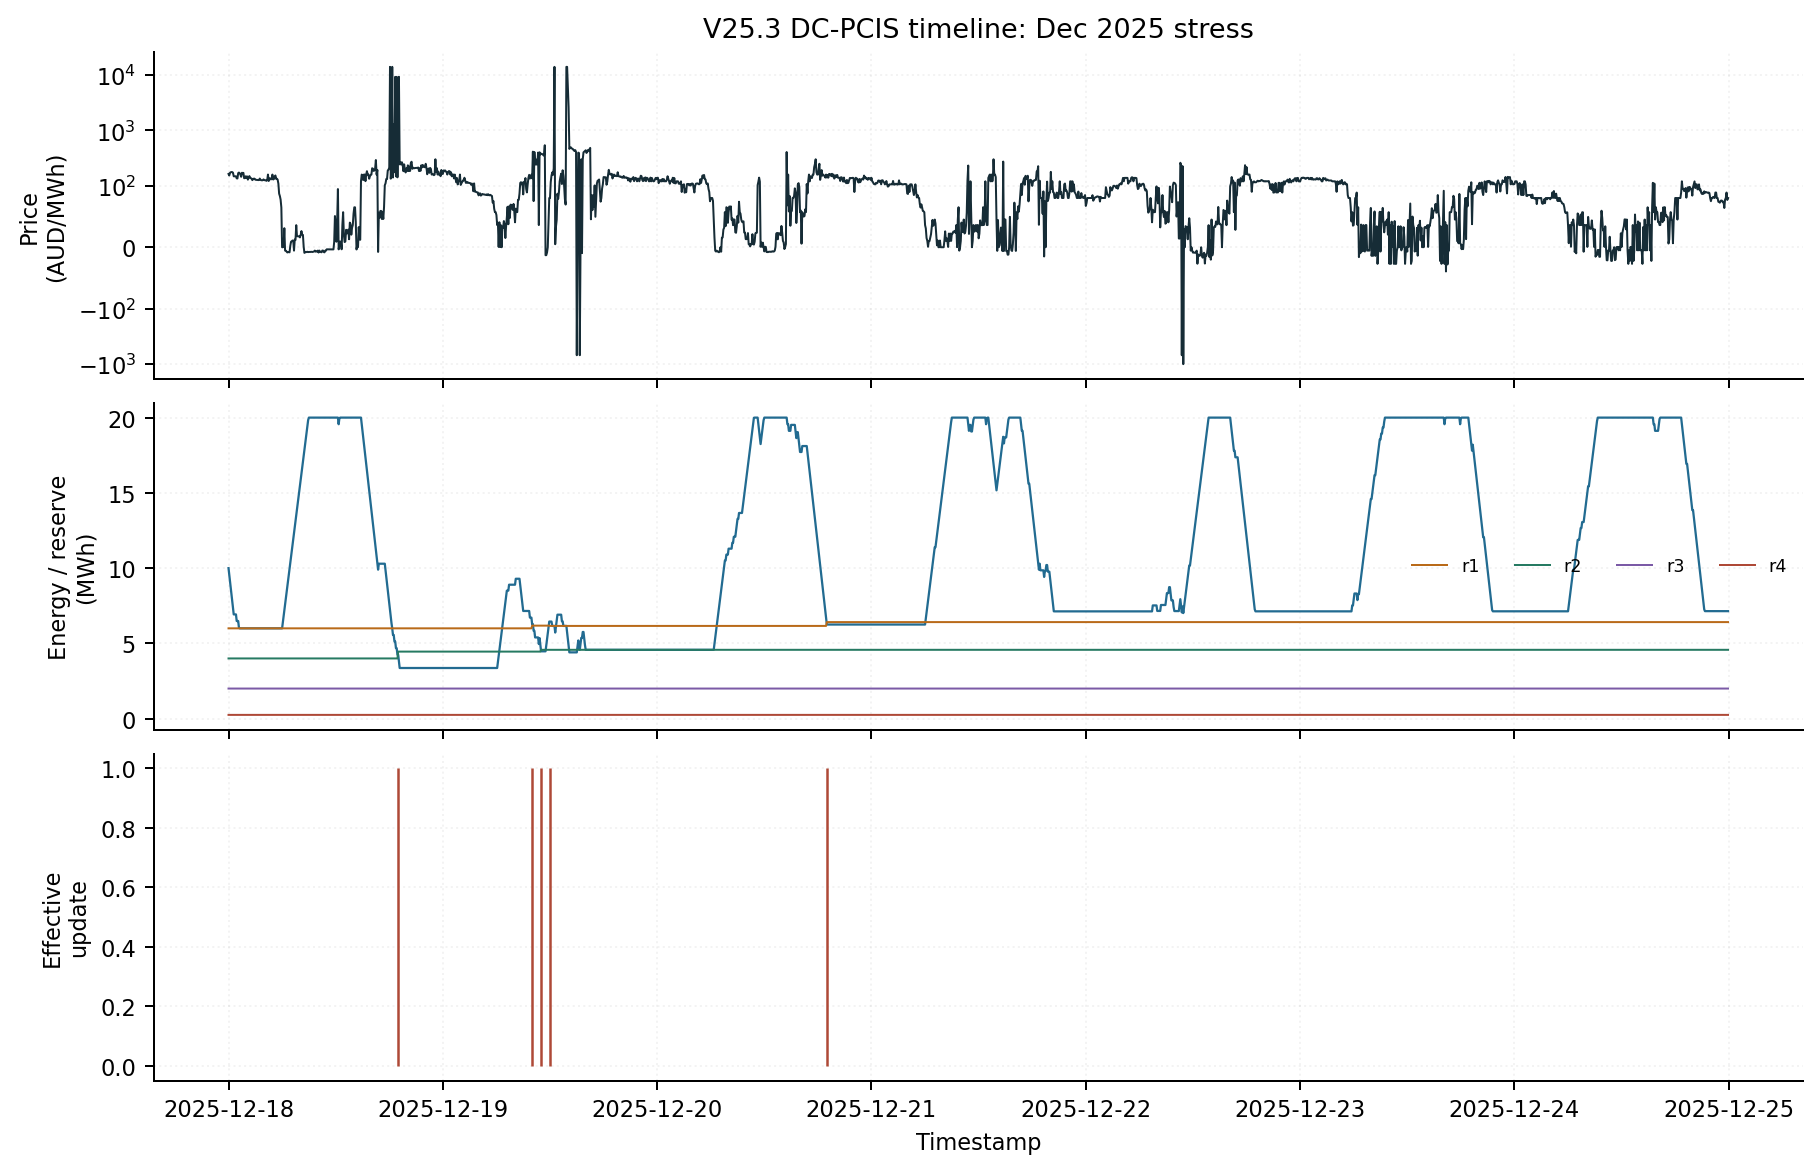 V25.3 DC-PCIS timeline: Dec 2025 stress
Price
(AUD/MWh)
10⁴
10³
10²
0
−10²
−10³
Energy / reserve
(MWh)
20
15
10
5
0
r1 r2 r3 r4
Effective
update
1.0
0.8
0.6
0.4
0.2
0.0
2025-12-18 2025-12-19 2025-12-20 2025-12-21 2025-12-22 2025-12-23 2025-12-24 2025-12-25
Timestamp